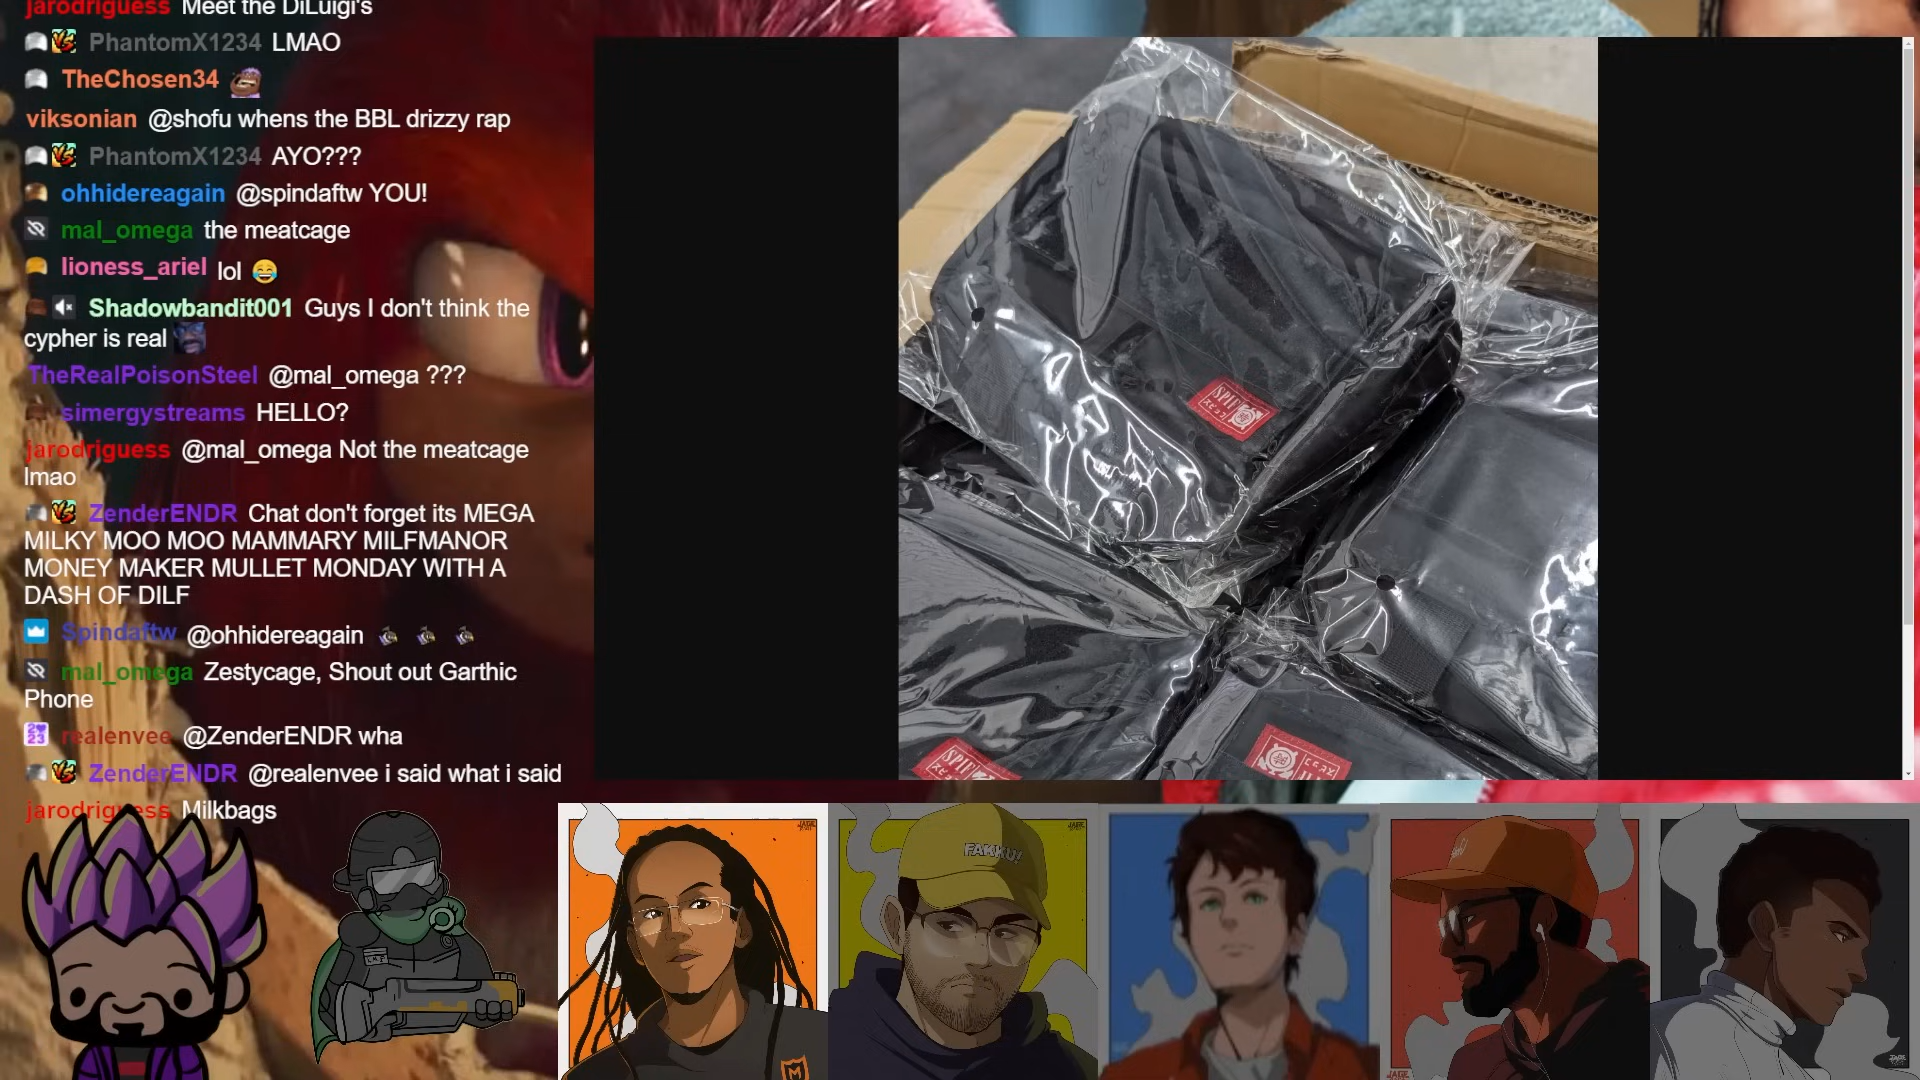 jarodriguess Meet the DiLuigi's
PhantomX1234 LMAO
TheChosen34
viksonian @shofu whens the BBL drizzy rap
PhantomX1234 AYO???
ohhidereagain @spindaftw YOU!
mal_omega the meatcage
lioness_ariel lol 😂
Shadowbandit001 Guys I don't think the
cypher is real
TheRealPoisonSteel @mal_omega ???
simergystreams HELLO?
jarodriguess @mal_omega Not the meatcage
lmao
ZenderENDR Chat don't forget its MEGA
MILKY MOO MOO MAMMARY MILFMANOR
MONEY MAKER MULLET MONDAY WITH A
DASH OF DILF
Spindaftw @ohhidereagain
mal_omega Zestycage, Shout out Garthic
Phone
realenvee @ZenderENDR wha
ZenderENDR @realenvee i said what i said
jarodriguess Milkbags
FAKKU!